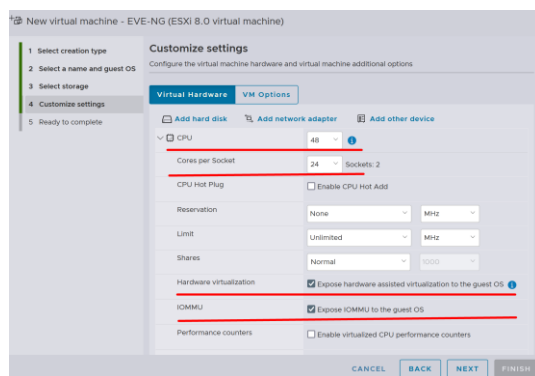 New virtual machine - EVE-NG (ESXi 8.0 virtual machine)
1 Select creation type
2 Select a name and guest OS
3 Select storage
4 Customize settings
5 Ready to complete
Customize settings
Configure the virtual machine hardware and virtual machine additional options
Virtual Hardware VM Options
Add hard disk Add network adapter Add other device
CPU 48
Cores per Socket 24 Sockets: 2
CPU Hot Plug Enable CPU Hot Add
Reservation None MHz
Limit Unlimited MHz
Shares Normal 1000
Hardware virtualization Expose hardware assisted virtualization to the guest OS
IOMMU Expose IOMMU to the guest OS
Performance counters Enable virtualized CPU performance counters
CANCEL BACK NEXT FINISH